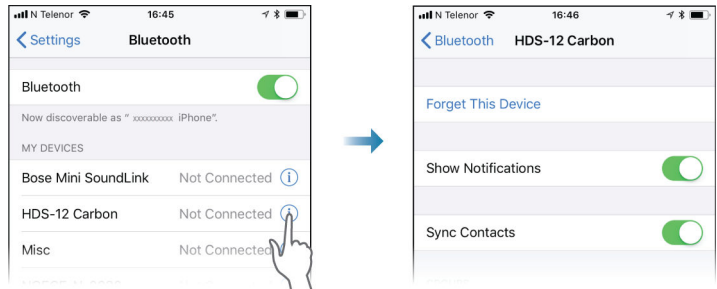 N Telenor 16:45
Settings Bluetooth
Bluetooth
Now discoverable as “ xxxxxxxxxx iPhone”.
MY DEVICES
Bose Mini SoundLink Not Connected i
HDS-12 Carbon Not Connected i
Misc Not Connected
N Telenor 16:46
Bluetooth HDS-12 Carbon
Forget This Device
Show Notifications
Sync Contacts